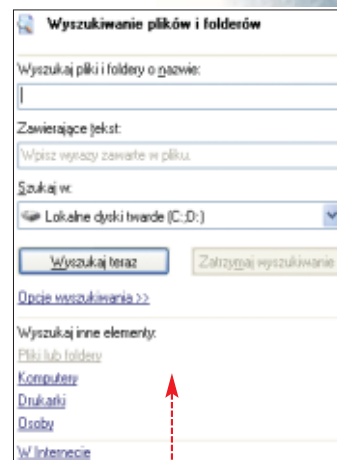 Wyszukiwanie plików i folderów
Wyszukaj pliki i foldery o nazwie:
Zawierające tekst:
Wpisz wyrazy zawarte w pliku.
Szukaj w:
Lokalne dyski twarde (C:;D:)
Wyszukaj teraz Zatrzymaj wyszukiwanie
Opcje wyszukiwania >>
Wyszukaj inne elementy:
Pliki lub foldery
Komputery
Drukarki
Osoby
W Internecie